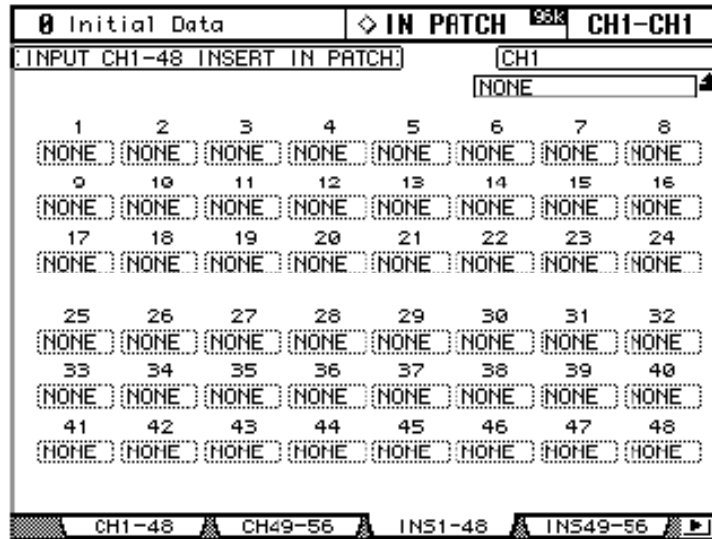 0 Initial Data ◇ IN PATCH 96k CH1-CH1
INPUT CH1-48 INSERT IN PATCH CH1
NONE
1 2 3 4 5 6 7 8
NONE NONE NONE NONE NONE NONE NONE NONE
9 10 11 12 13 14 15 16
NONE NONE NONE NONE NONE NONE NONE NONE
17 18 19 20 21 22 23 24
NONE NONE NONE NONE NONE NONE NONE NONE
25 26 27 28 29 30 31 32
NONE NONE NONE NONE NONE NONE NONE NONE
33 34 35 36 37 38 39 40
NONE NONE NONE NONE NONE NONE NONE NONE
41 42 43 44 45 46 47 48
NONE NONE NONE NONE NONE NONE NONE NONE
CH1-48 CH49-56 INS1-48 INS49-56